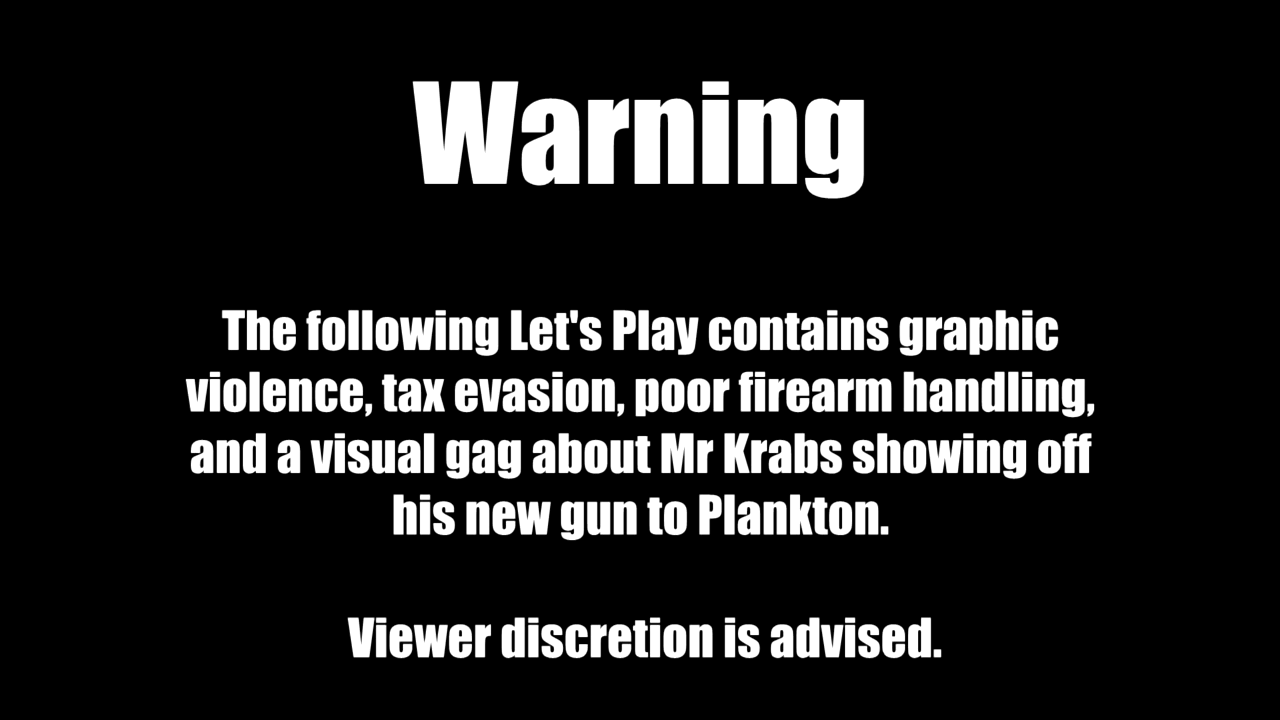 Warning
The following Let's Play contains graphic
violence, tax evasion, poor firearm handling,
and a visual gag about Mr Krabs showing off
his new gun to Plankton.
Viewer discretion is advised.